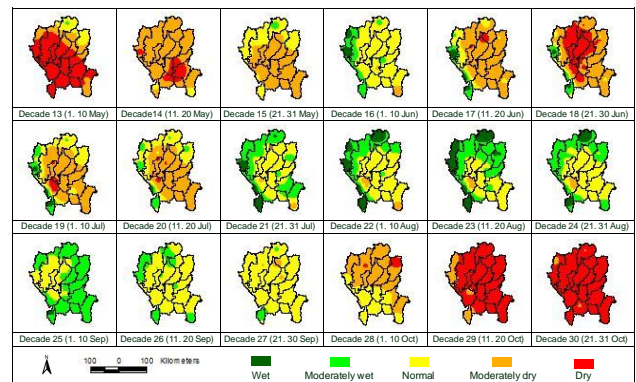 Decade 13 (1. 10 May) Decade14 (11. 20 May) Decade 15 (21. 31 May) Decade 16 (1. 10 Jun) Decade 17 (11. 20 Jun) Decade 18 (21. 30 Jun)
Decade 19 (1. 10 Jul) Decade 20 (11. 20 Jul) Decade 21 (21. 31 Jul) Decade 22 (1. 10 Aug) Decade 23 (11. 20 Aug) Decade 24 (21. 31 Aug)
Decade 25 (1. 10 Sep) Decade 26 (11. 20 Sep) Decade 27 (21. 30 Sep) Decade 28 (1. 10 Oct) Decade 29 (11. 20 Oct) Decade 30 (21. 31 Oct)
N 100 0 100 Kilometers
Wet Moderately wet Normal Moderately dry Dry